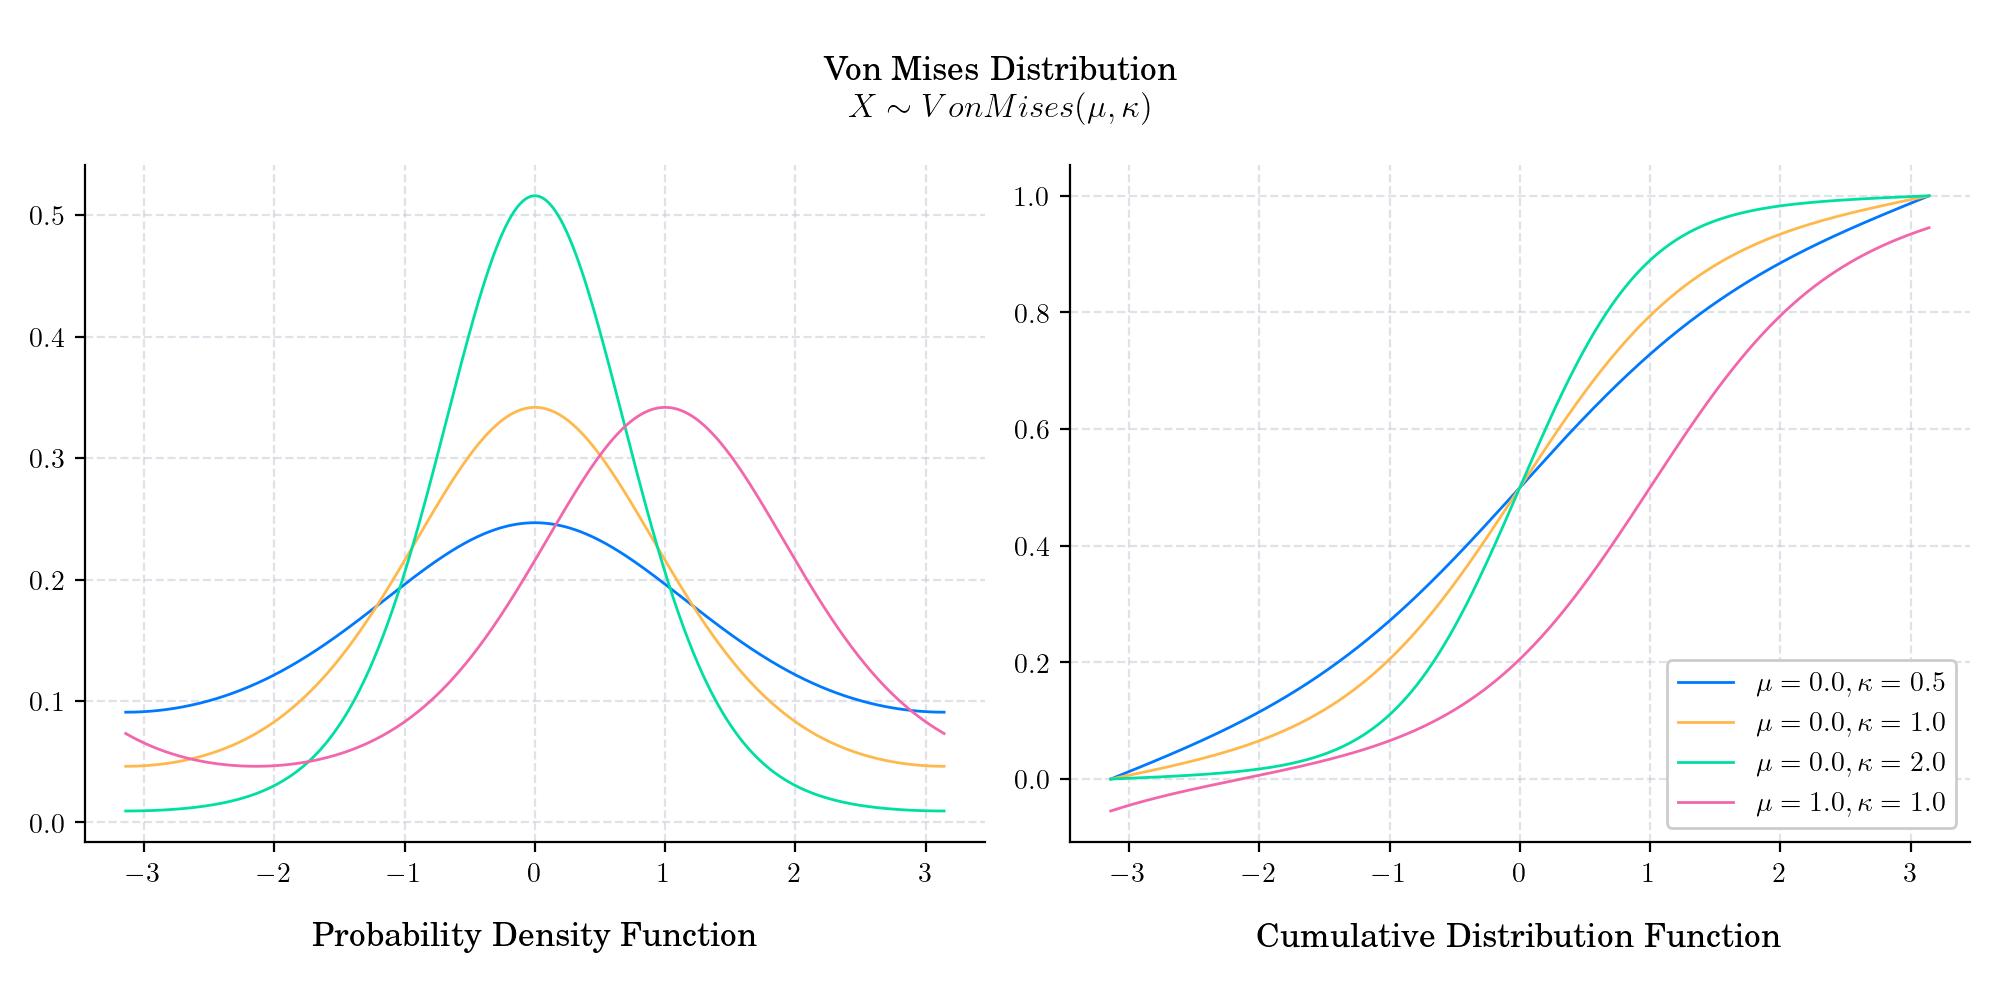 Von Mises Distribution
X ∼ VonMises(μ, κ)
0.5
0.4
0.3
0.2
0.1
0.0
−3 −2 −1 0 1 2 3
Probability Density Function
1.0
0.8
0.6
0.4
0.2
0.0
−3 −2 −1 0 1 2 3
μ = 0.0, κ = 0.5
μ = 0.0, κ = 1.0
μ = 0.0, κ = 2.0
μ = 1.0, κ = 1.0
Cumulative Distribution Function